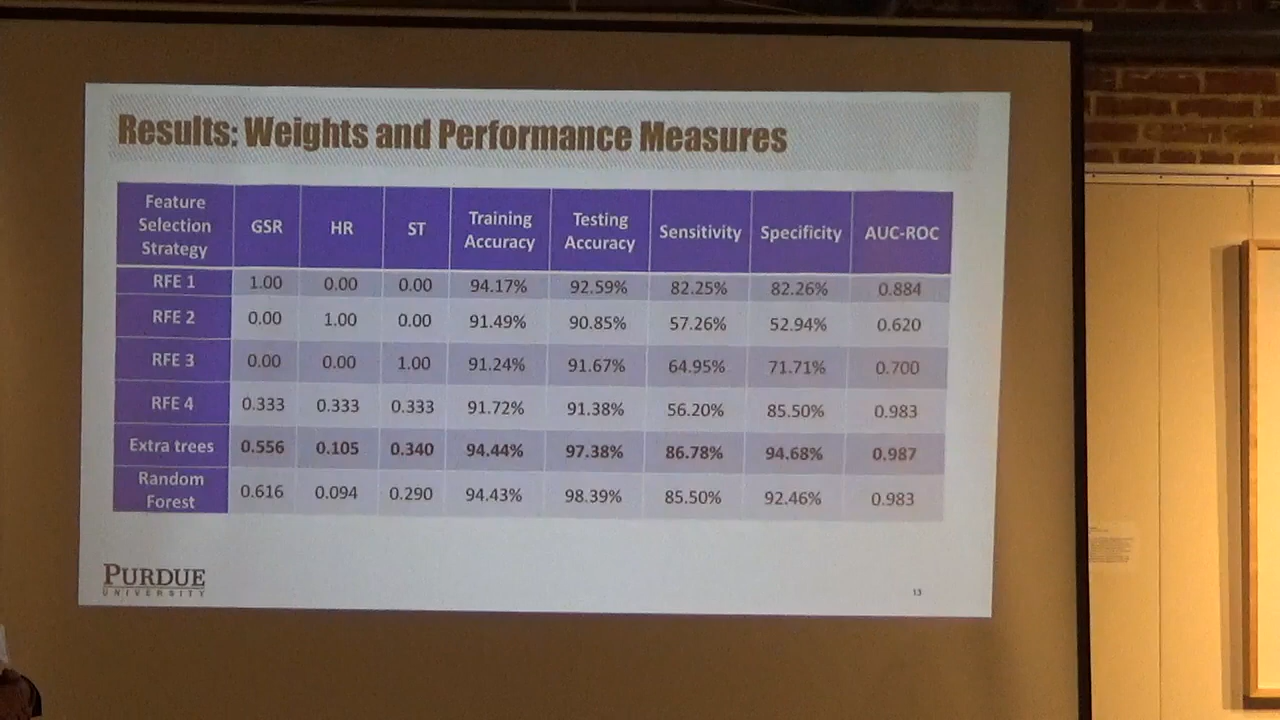 Results: Weights and Performance Measures
Feature Selection Strategy GSR HR ST Training Accuracy Testing Accuracy Sensitivity Specificity AUC-ROC
RFE 1 1.00 0.00 0.00 94.17% 92.59% 82.25% 82.26% 0.884
RFE 2 0.00 1.00 0.00 91.49% 90.85% 57.26% 52.94% 0.620
RFE 3 0.00 0.00 1.00 91.24% 91.67% 64.95% 71.71% 0.700
RFE 4 0.333 0.333 0.333 91.72% 91.38% 56.20% 85.50% 0.983
Extra trees 0.556 0.105 0.340 94.44% 97.38% 86.78% 94.68% 0.987
Random Forest 0.616 0.094 0.290 94.43% 98.39% 85.50% 92.46% 0.983
PURDUE
UNIVERSITY
13